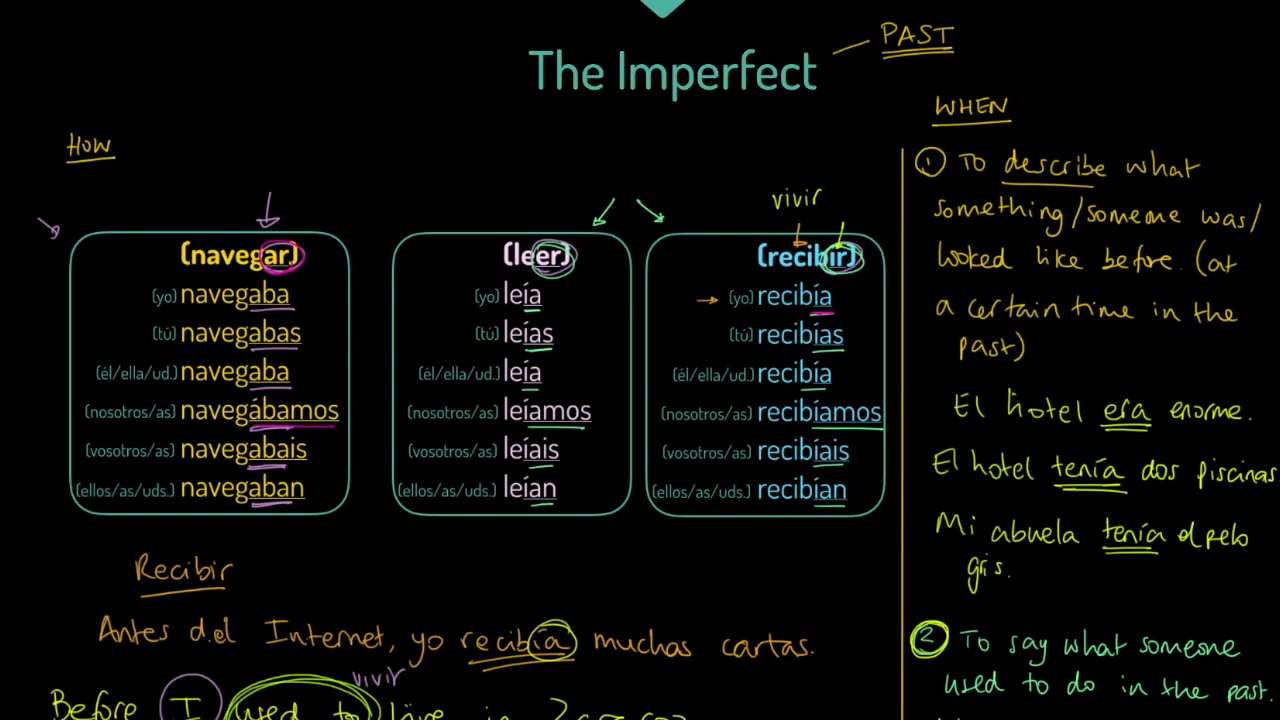 The Imperfect
PAST
HOW
(navegar)
(yo) navegaba
(tú) navegabas
(él/ella/ud.) navegaba
(nosotros/as) navegábamos
(vosotros/as) navegabais
(ellos/as/uds.) navegaban
(leer)
(yo) leía
(tú) leías
(él/ella/ud.) leía
(nosotros/as) leíamos
(vosotros/as) leíais
(ellos/as/uds.) leían
vivir
(recibir)
(yo) recibía
(tú) recibías
(él/ella/ud.) recibía
(nosotros/as) recibíamos
(vosotros/as) recibíais
(ellos/as/uds.) recibían
Recibir
Antes del Internet, yo recibía muchas cartas.
vivir
Before I used to live in
WHEN
1 To describe what
something/someone was/
looked like before. (at
a certain time in the
past)
El hotel era enorme.
El hotel tenía dos piscinas
Mi abuela tenía el pelo
gris.
2 To say what someone
used to do in the past.